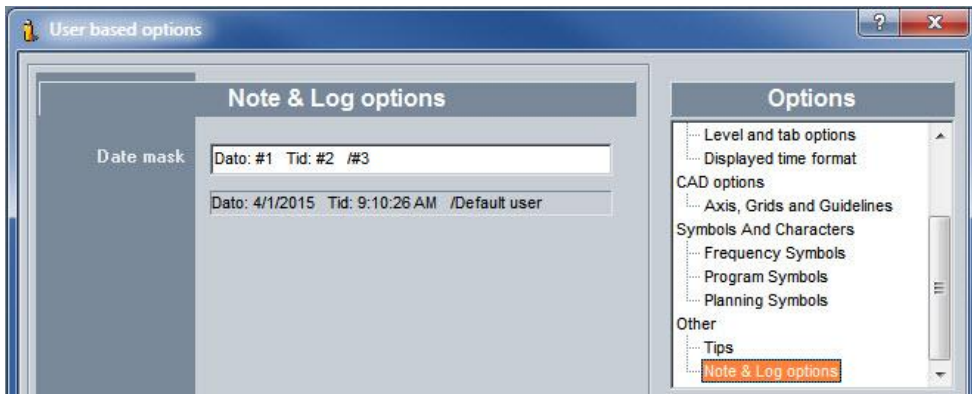 User based options
?
X
Note & Log options
Date mask
Dato: #1 Tid: #2 /#3
Dato: 4/1/2015 Tid: 9:10:26 AM /Default user
Options
Level and tab options
Displayed time format
CAD options
Axis, Grids and Guidelines
Symbols And Characters
Frequency Symbols
Program Symbols
Planning Symbols
Other
Tips
Note & Log options